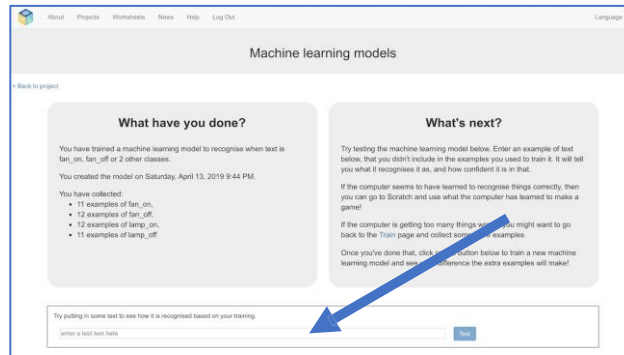 About Projects Worksheets News Help Log Out Language
Machine learning models
< Back to project
What have you done?
You have trained a machine learning model to recognise when text is
fan_on, fan_off or 2 other classes.
You created the model on Saturday, April 13, 2019 9:44 PM.
You have collected:
• 11 examples of fan_on,
• 12 examples of fan_off,
• 12 examples of lamp_on,
• 11 examples of lamp_off
What's next?
Try testing the machine learning model below. Enter an example of text
below, that you didn't include in the examples you used to train it. It will tell
you what it recognises it as, and how confident it is in that.
If the computer seems to have learned to recognise things correctly, then
you can go to Scratch and use what the computer has learned to make a
game!
If the computer is getting too many things you might want to go
back to the Train page and collect some examples
Once you've done that, click button below to train a new machine
learning model and see difference the extra examples will make!
Try putting in some text to see how it is recognised based on your training.
enter a test text here
Test